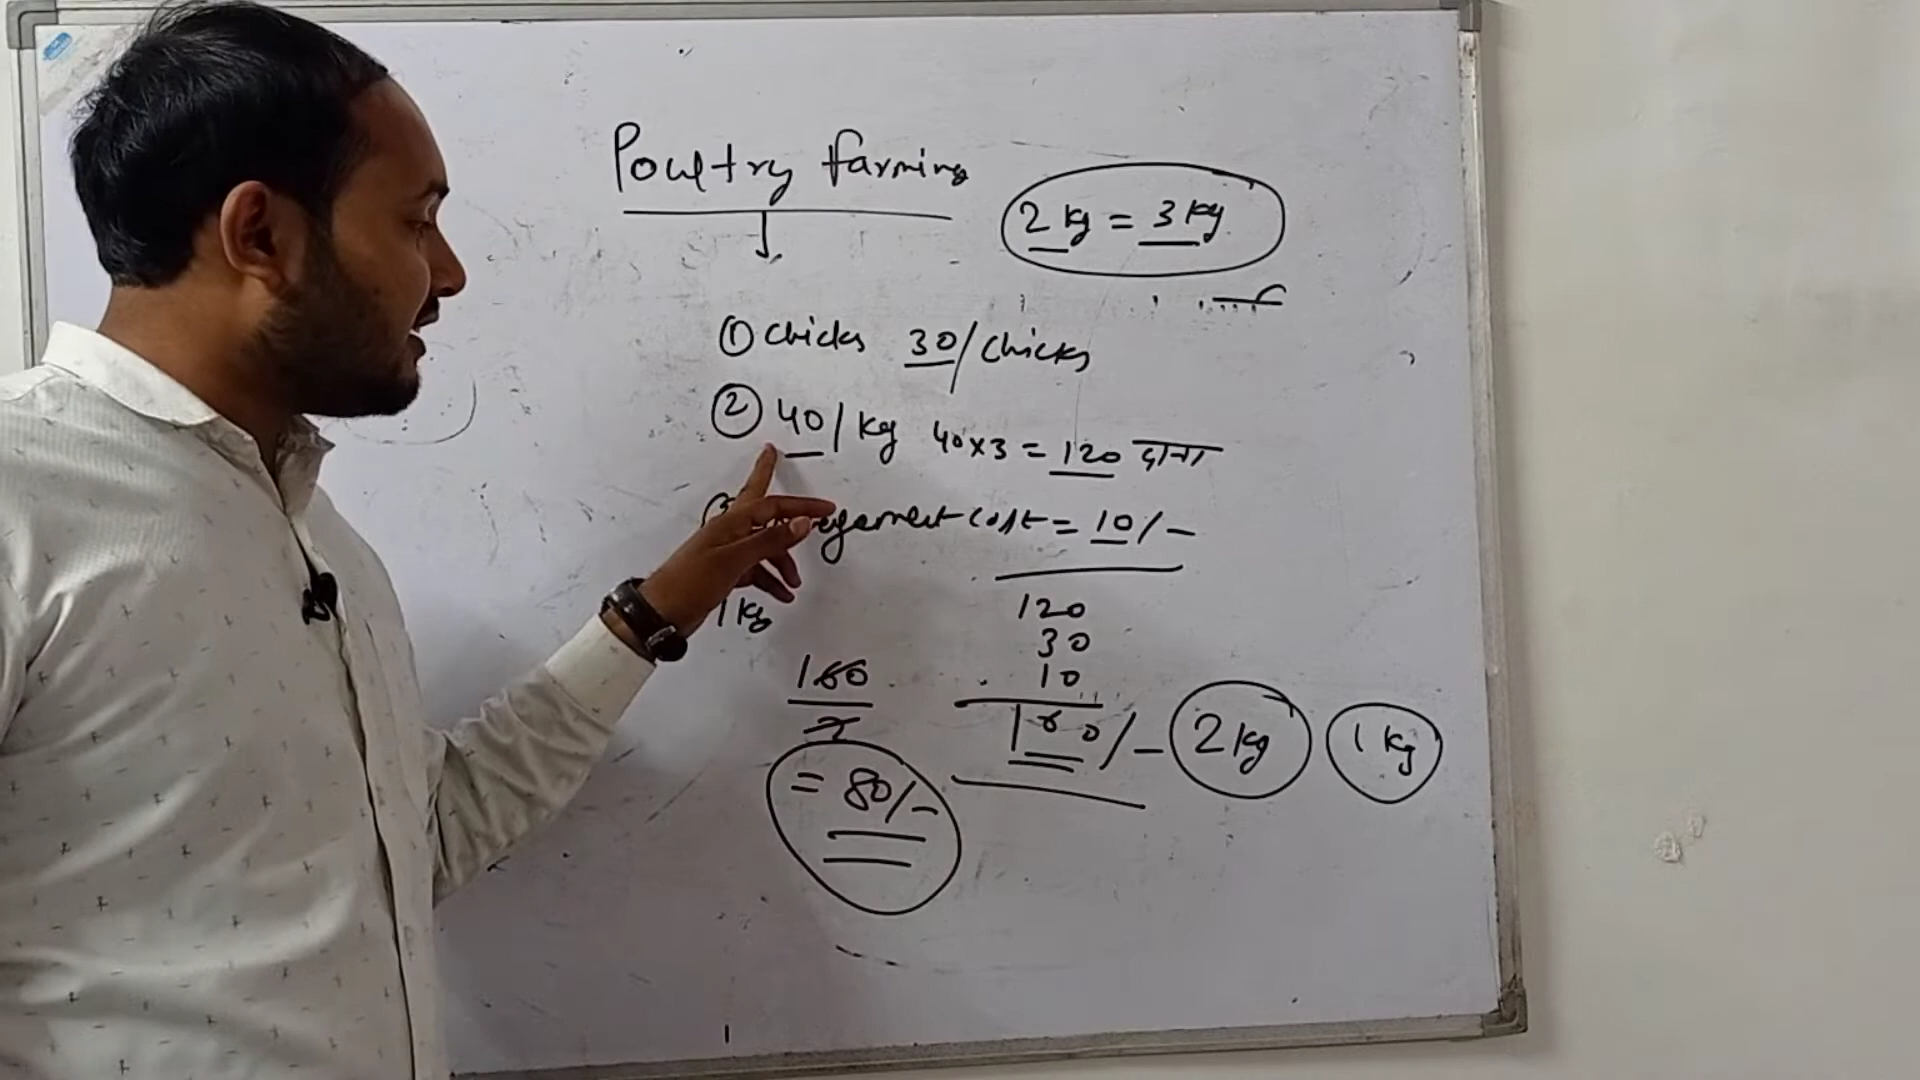 Poultry farming
2 kg = 3 kg
① chicks 30/chicks
② 40/kg 40x3 = 120 दाना
cost = 10/-
1 kg
120
30
10
160/- 2 kg 1 kg
160
2
= 80/-